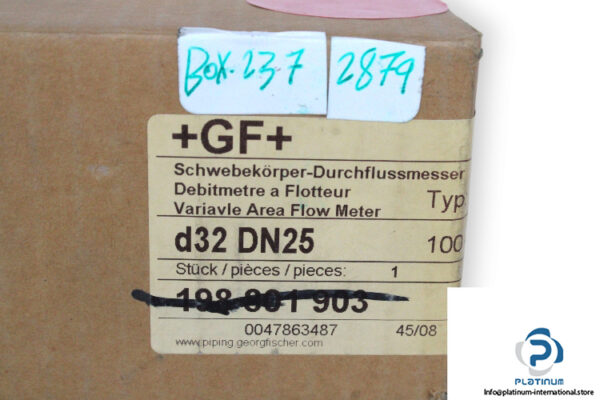 Box.23-7
2879
+GF+
Schwebekörper-Durchflussmesser
Debitmetre a Flotteur
Variavle Area Flow Meter Typ
d32 DN25 100
Stück / pièces / pieces: 1
198 801 903
0047863487 45/08
www.piping.georgfischer.com
PLATINUM
Info@platinum-international.store